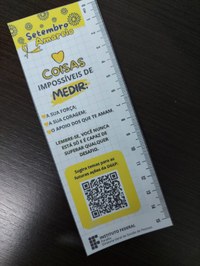 Setembro
Amarelo
COISAS
IMPOSSÍVEIS DE
MEDIR:
A SUA FORÇA;
A SUA CORAGEM;
O APOIO DOS QUE TE AMAM.
LEMBRE-SE, VOCÊ NUNCA
ESTÁ SÓ E É CAPAZ DE
SUPERAR QUALQUER
DESAFIO.
INSTITUTO FEDERAL